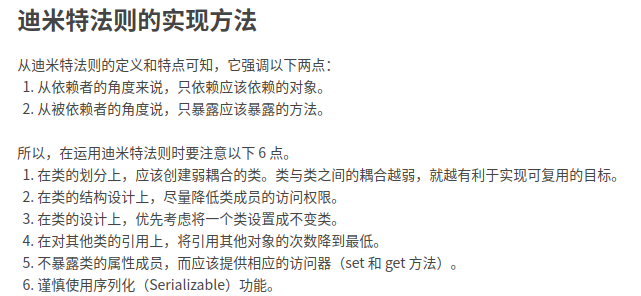 迪米特法则的实现方法
从迪米特法则的定义和特点可知，它强调以下两点：
1. 从依赖者的角度来说，只依赖应该依赖的对象。
2. 从被依赖者的角度说，只暴露应该暴露的方法。
所以，在运用迪米特法则时要注意以下 6 点。
1. 在类的划分上，应该创建弱耦合的类。类与类之间的耦合越弱，就越有利于实现可复用的目标。
2. 在类的结构设计上，尽量降低类成员的访问权限。
3. 在类的设计上，优先考虑将一个类设置成不变类。
4. 在对其他类的引用上，将引用其他对象的次数降到最低。
5. 不暴露类的属性成员，而应该提供相应的访问器（set 和 get 方法）。
6. 谨慎使用序列化（Serializable）功能。